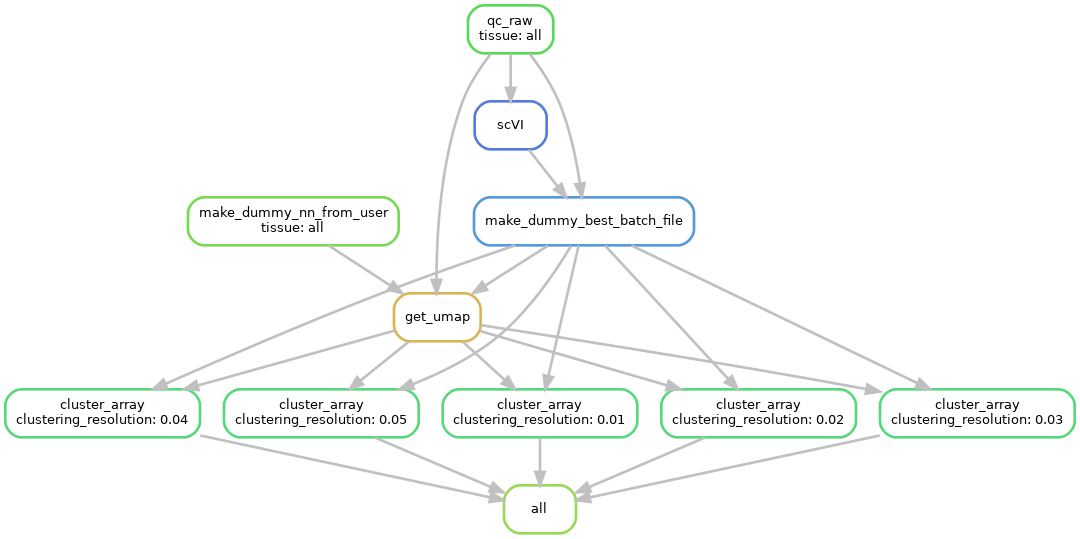 qc_raw
tissue: all
scVI
make_dummy_nn_from_user
tissue: all
make_dummy_best_batch_file
get_umap
cluster_array
clustering_resolution: 0.04
cluster_array
clustering_resolution: 0.05
cluster_array
clustering_resolution: 0.01
cluster_array
clustering_resolution: 0.02
cluster_array
clustering_resolution: 0.03
all